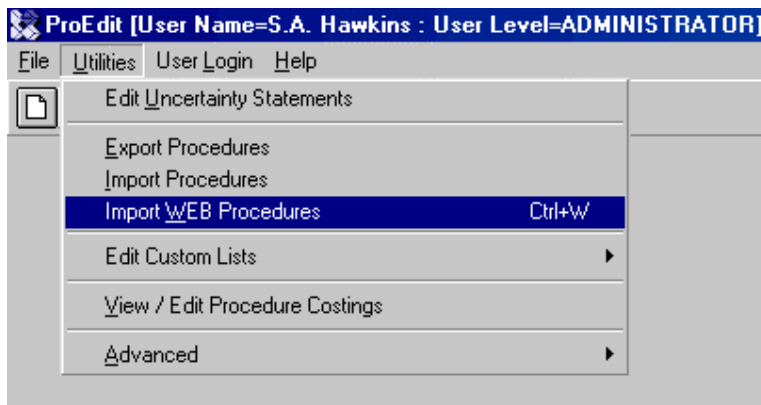 ProEdit [User Name=S.A. Hawkins : User Level=ADMINISTRATOR]
File Utilities User Login Help
Edit Uncertainty Statements
Export Procedures
Import Procedures
Import WEB Procedures Ctrl+W
Edit Custom Lists
View / Edit Procedure Costings
Advanced